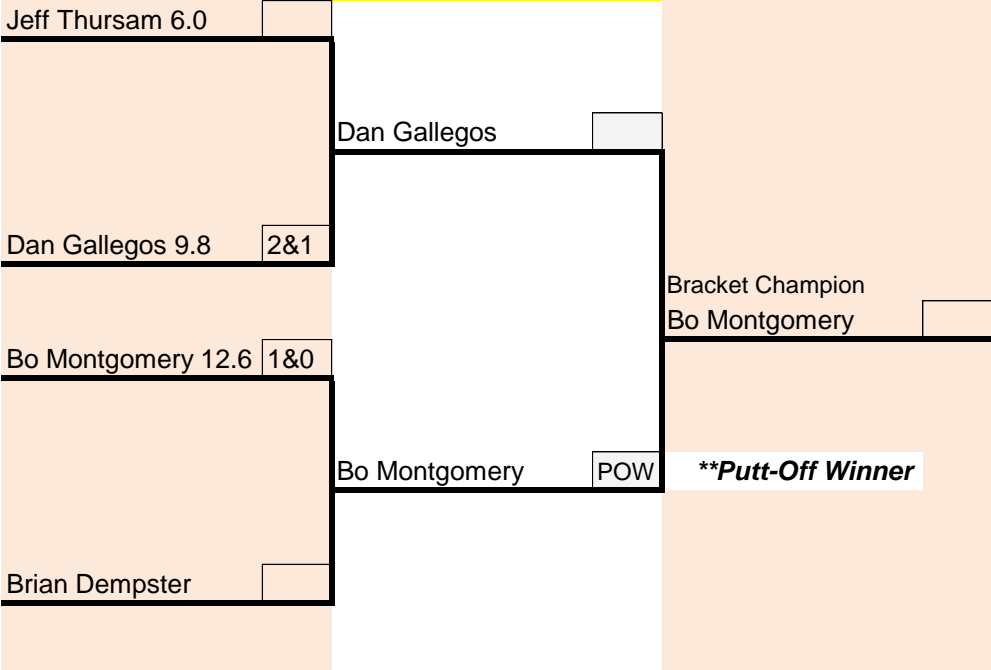 Jeff Thursam 6.0
Dan Gallegos
Dan Gallegos 9.8 2&1
Bracket Champion
Bo Montgomery
Bo Montgomery 12.6 1&0
Bo Montgomery POW **Putt-Off Winner
Brian Dempster